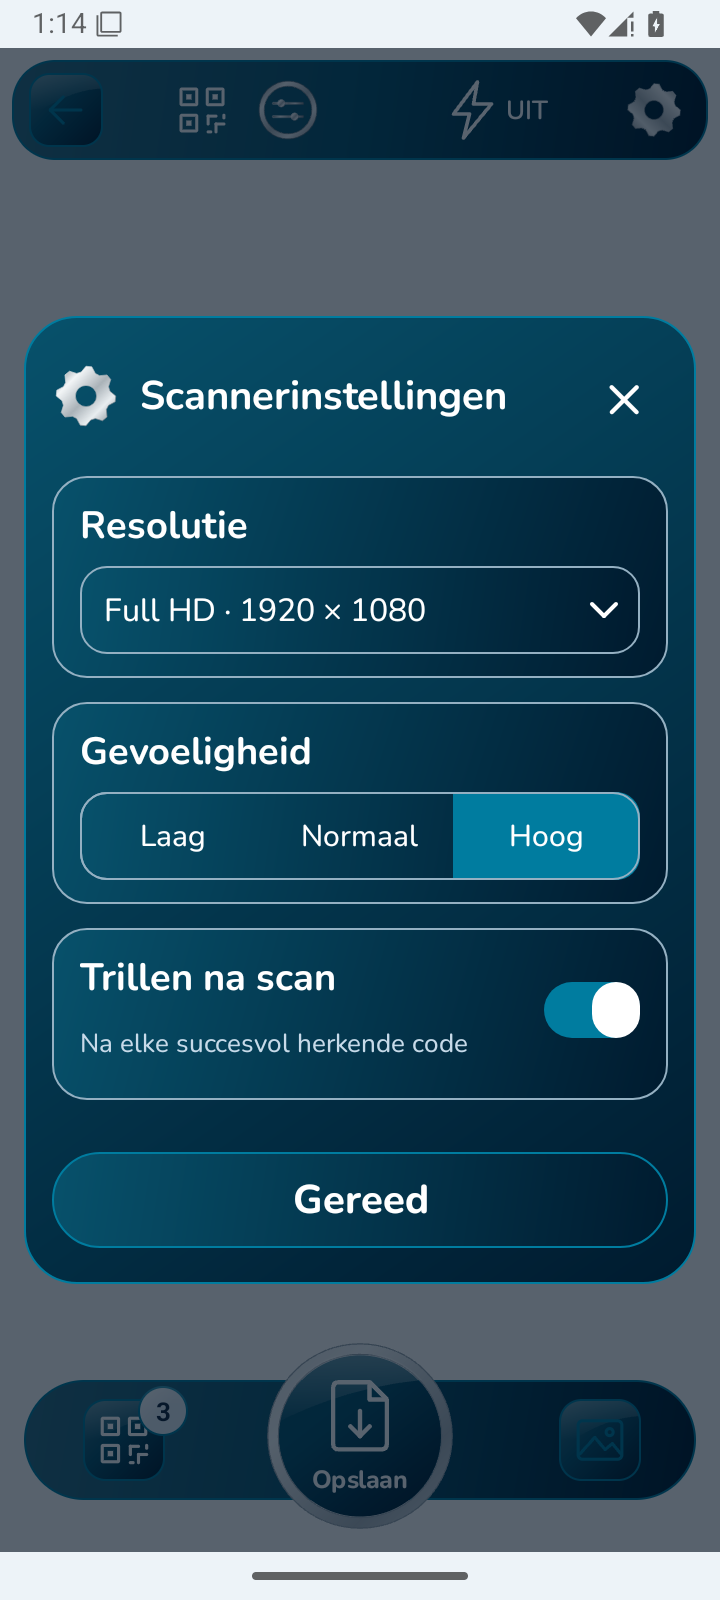 1:14
UIT
Scannerinstellingen
Resolutie
Full HD · 1920 × 1080
Gevoeligheid
Laag Normaal Hoog
Trillen na scan
Na elke succesvol herkende code
Gereed
3
Opslaan